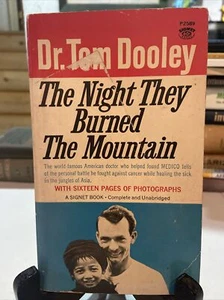 P2589
SIGNET
Dr. Tom Dooley
The Night They
Burned
The Mountain
The world famous American doctor who helped found MEDICO tells
of the personal battle he fought against cancer while healing the sick
in the jungles of Asia.
WITH SIXTEEN PAGES OF PHOTOGRAPHS
A SIGNET BOOK • Complete and Unabridged